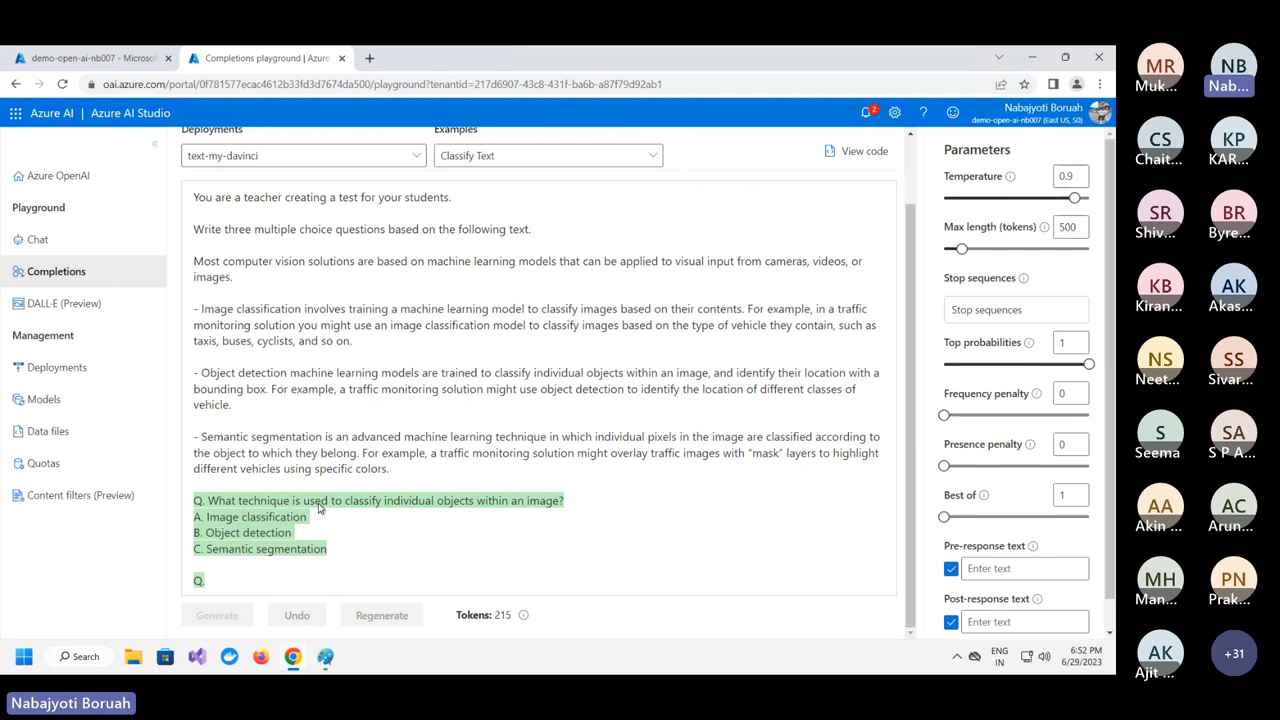 demo-open-ai-nb007 - Microsof
Completions playground | Azure
oai.azure.com/portal/0f781577ecac4612b33fd3d7674da500/playground?tenantid=217d6907-43c8-431f-ba6b-a87f79d92ab1
Azure AI | Azure AI Studio
2
Nabajyoti Boruah
demo-open-ai-nb007 (East US, S0)
Azure OpenAI
Playground
Chat
Completions
DALL·E (Preview)
Management
Deployments
Models
Data files
Quotas
Content filters (Preview)
Deployments
Examples
text-my-davinci
Classify Text
View code
You are a teacher creating a test for your students.
Write three multiple choice questions based on the following text.
Most computer vision solutions are based on machine learning models that can be applied to visual input from cameras, videos, or
images.
- Image classification involves training a machine learning model to classify images based on their contents. For example, in a traffic
monitoring solution you might use an image classification model to classify images based on the type of vehicle they contain, such as
taxis, buses, cyclists, and so on.
- Object detection machine learning models are trained to classify individual objects within an image, and identify their location with a
bounding box. For example, a traffic monitoring solution might use object detection to identify the location of different classes of
vehicle.
- Semantic segmentation is an advanced machine learning technique in which individual pixels in the image are classified according to
the object to which they belong. For example, a traffic monitoring solution might overlay traffic images with “mask” layers to highlight
different vehicles using specific colors.
Q. What technique is used to classify individual objects within an image?
A. Image classification
B. Object detection
C. Semantic segmentation
Q.
Generate
Undo
Regenerate
Tokens: 215
Parameters
Temperature
0.9
Max length (tokens)
500
Stop sequences
Stop sequences
Top probabilities
1
Frequency penalty
0
Presence penalty
0
Best of
1
Pre-response text
Enter text
Post-response text
Enter text
Search
ENG
IN
6:52 PM
6/29/2023
Nabajyoti Boruah
MR
Muk...
NB
Nab...
CS
Chait...
KP
KAR...
SR
Shiv...
BR
Byre...
KB
Kiran...
AK
Akas...
NS
Neet...
SS
Sivar...
S
Seema
SA
S P A...
AA
Akin ...
AC
Arun...
MH
Man...
PN
Prak...
AK
Ajit ...
+31